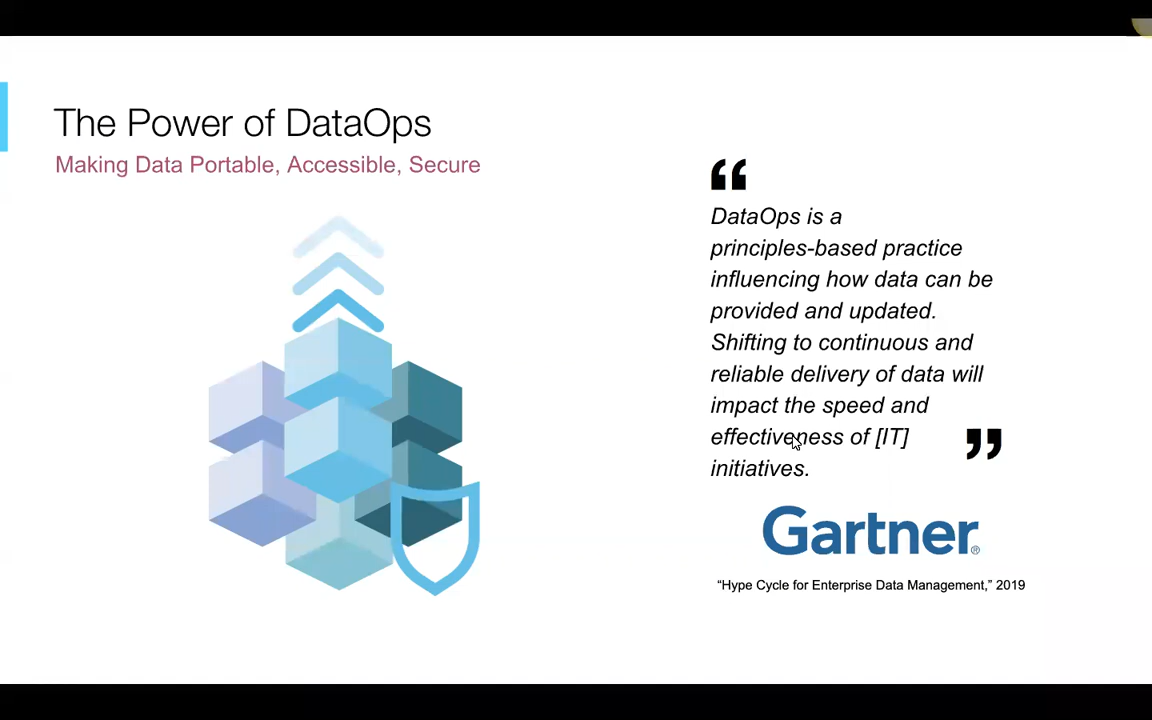 The Power of DataOps
Making Data Portable, Accessible, Secure
“
DataOps is a
principles-based practice
influencing how data can be
provided and updated.
Shifting to continuous and
reliable delivery of data will
impact the speed and
effectiveness of [IT]
initiatives.
”
Gartner®
“Hype Cycle for Enterprise Data Management,” 2019